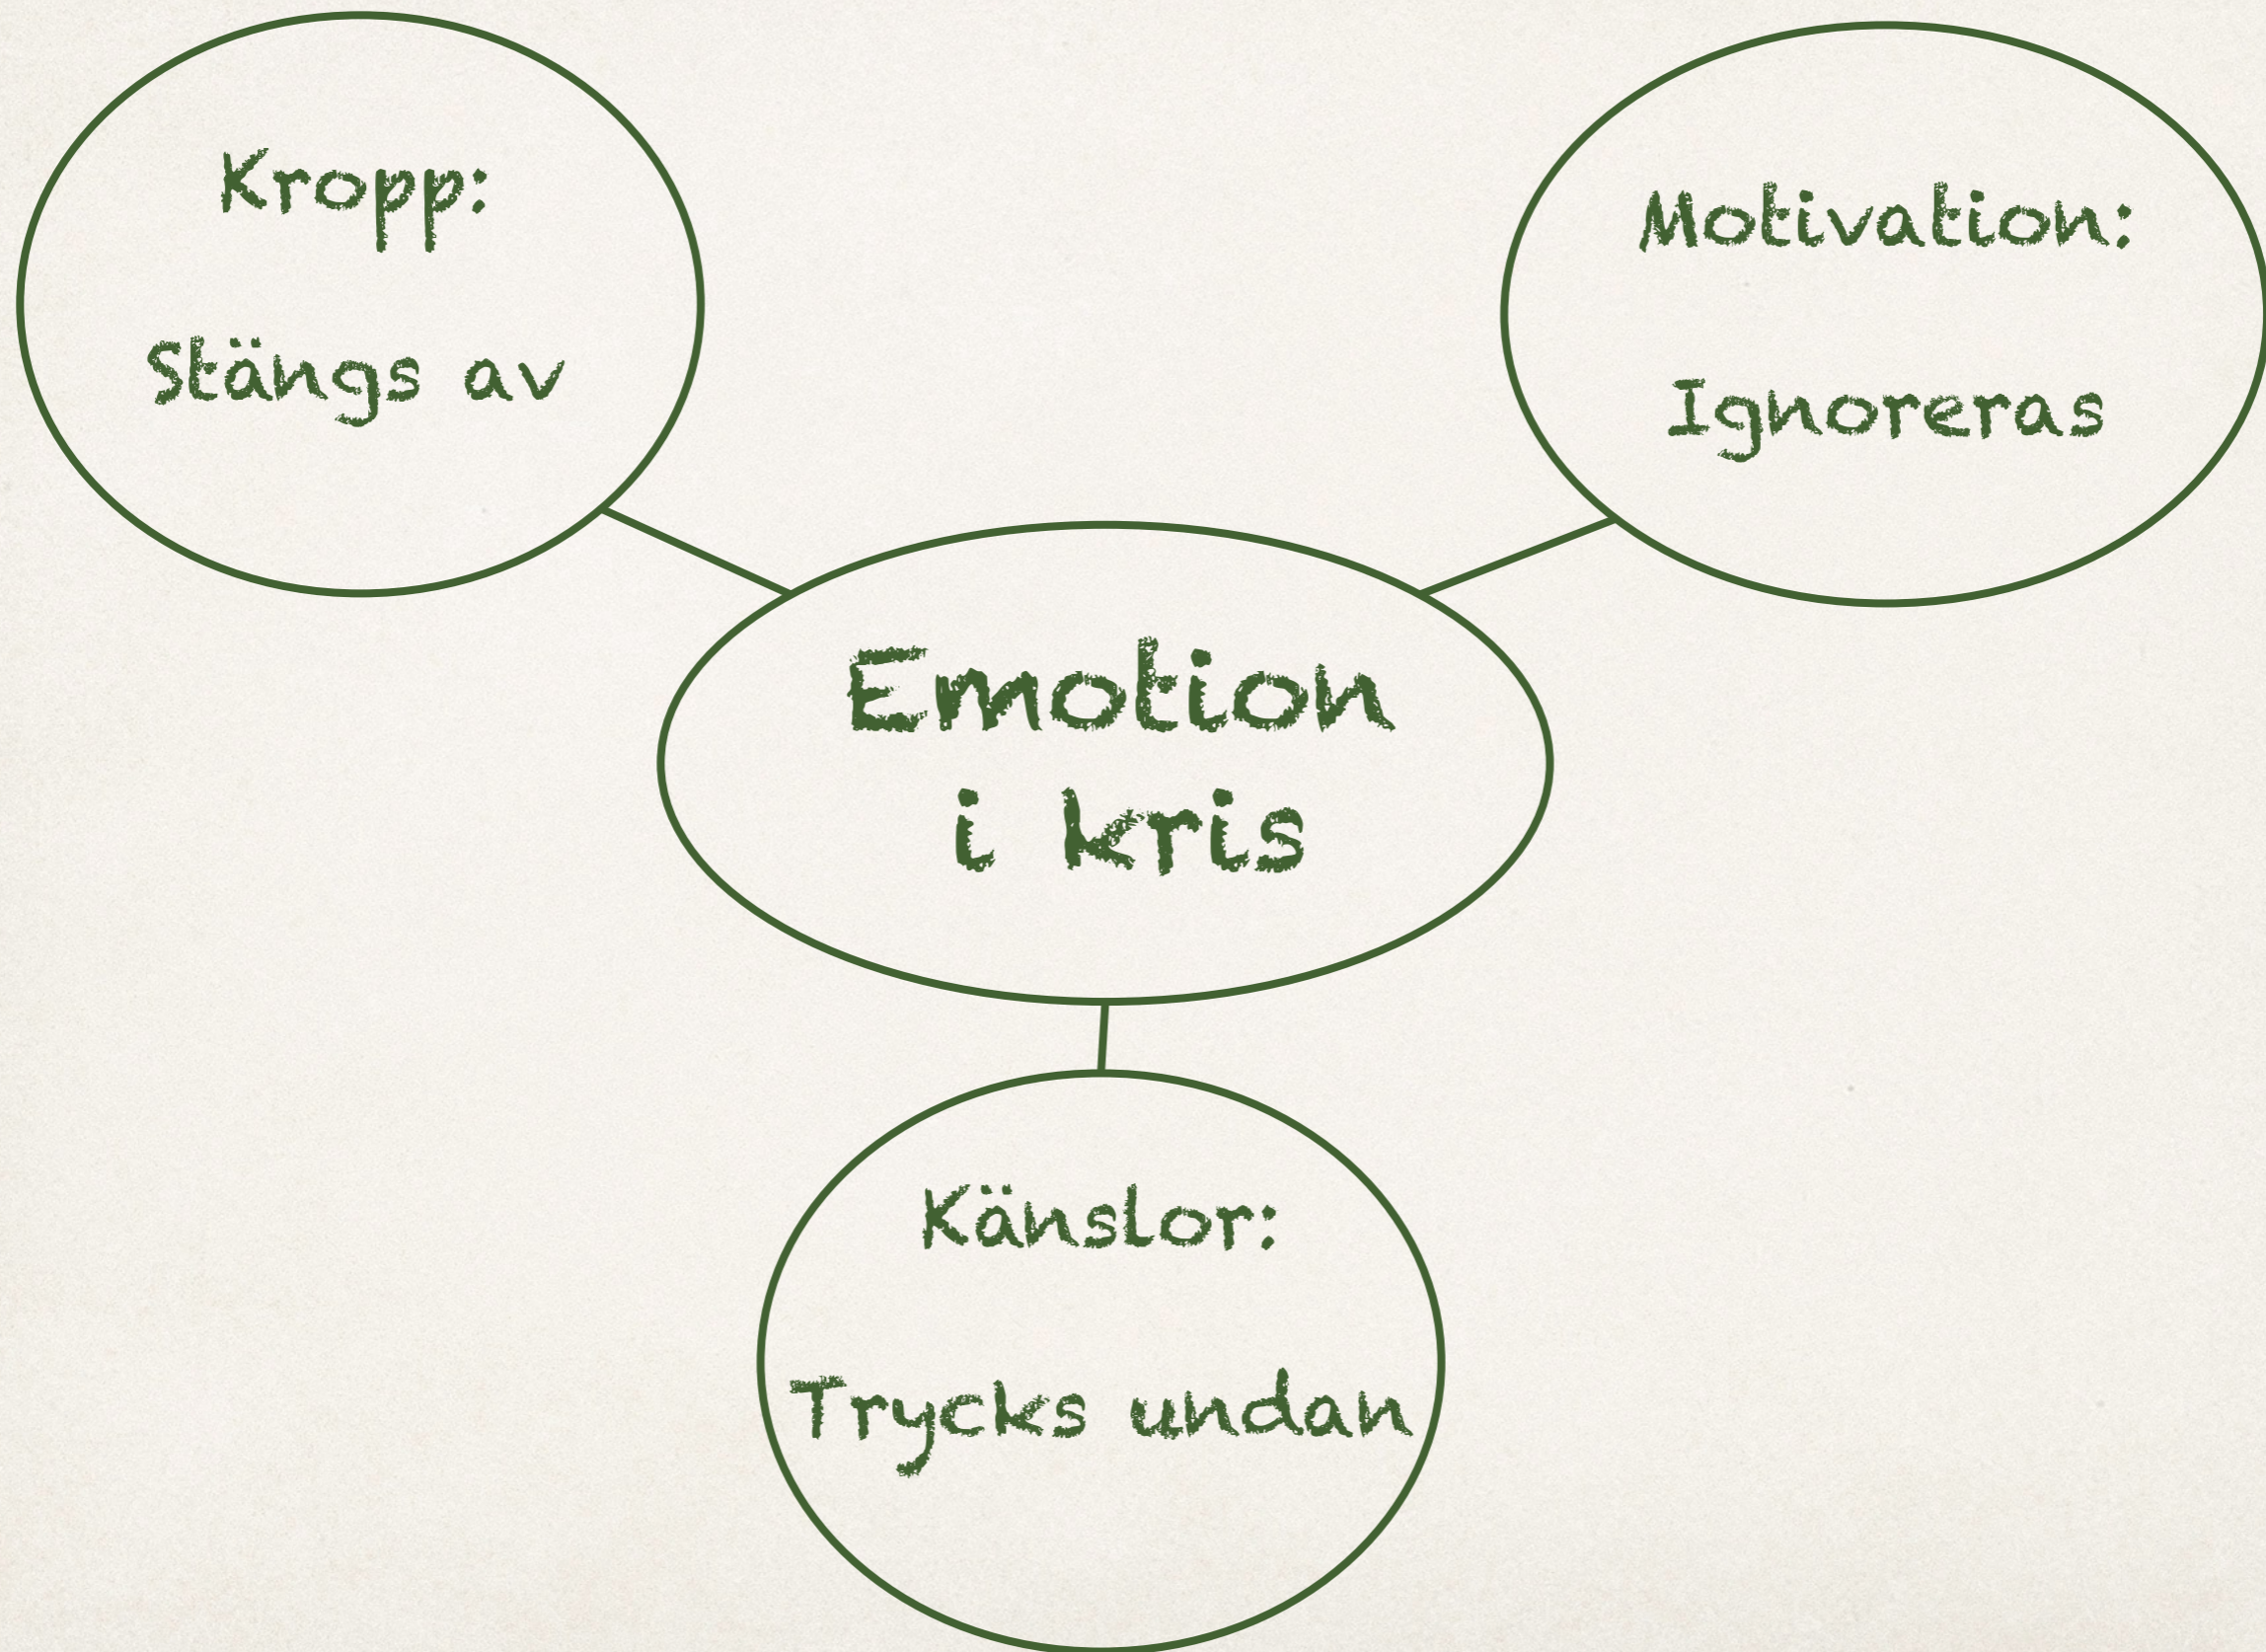 Kropp:
Stängs av
Motivation:
Ignoreras
Emotion
i kris
Känslor:
Trycks undan